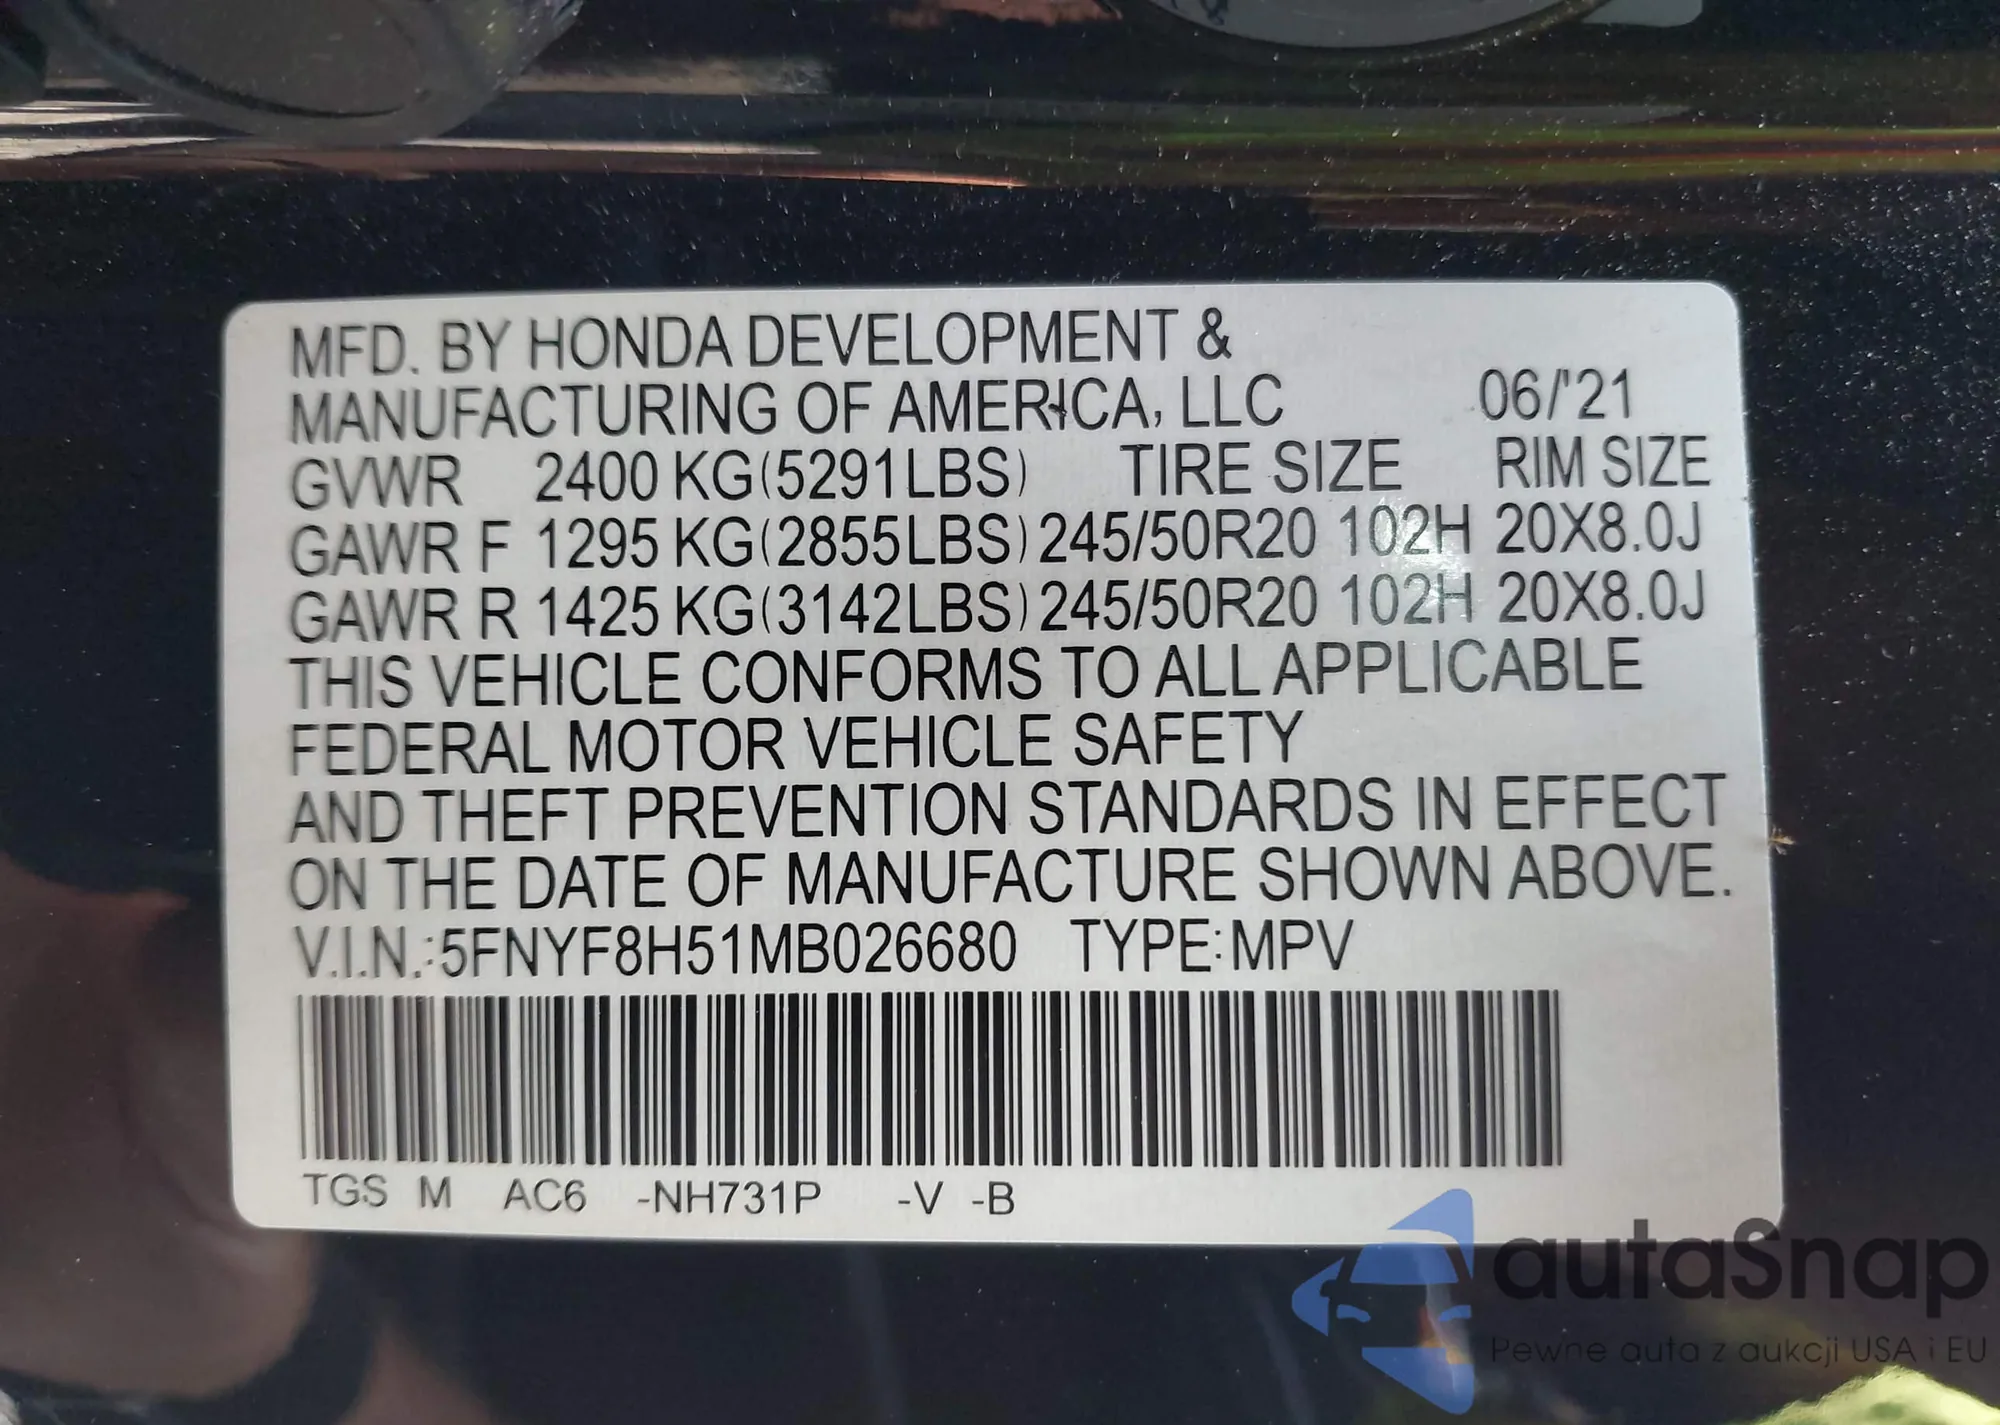 MFD. BY HONDA DEVELOPMENT &
MANUFACTURING OF AMERICA, LLC 06/'21
GVWR 2400 KG(5291LBS) TIRE SIZE RIM SIZE
GAWR F 1295 KG(2855LBS) 245/50R20 102H 20X8.0J
GAWR R 1425 KG(3142LBS) 245/50R20 102H 20X8.0J
THIS VEHICLE CONFORMS TO ALL APPLICABLE
FEDERAL MOTOR VEHICLE SAFETY
AND THEFT PREVENTION STANDARDS IN EFFECT
ON THE DATE OF MANUFACTURE SHOWN ABOVE.
V.I.N.:5FNYF8H51MB026680 TYPE:MPV
TGS M AC6 -NH731P -V -B
autaSnap
Pewne auta z aukcji USA i EU